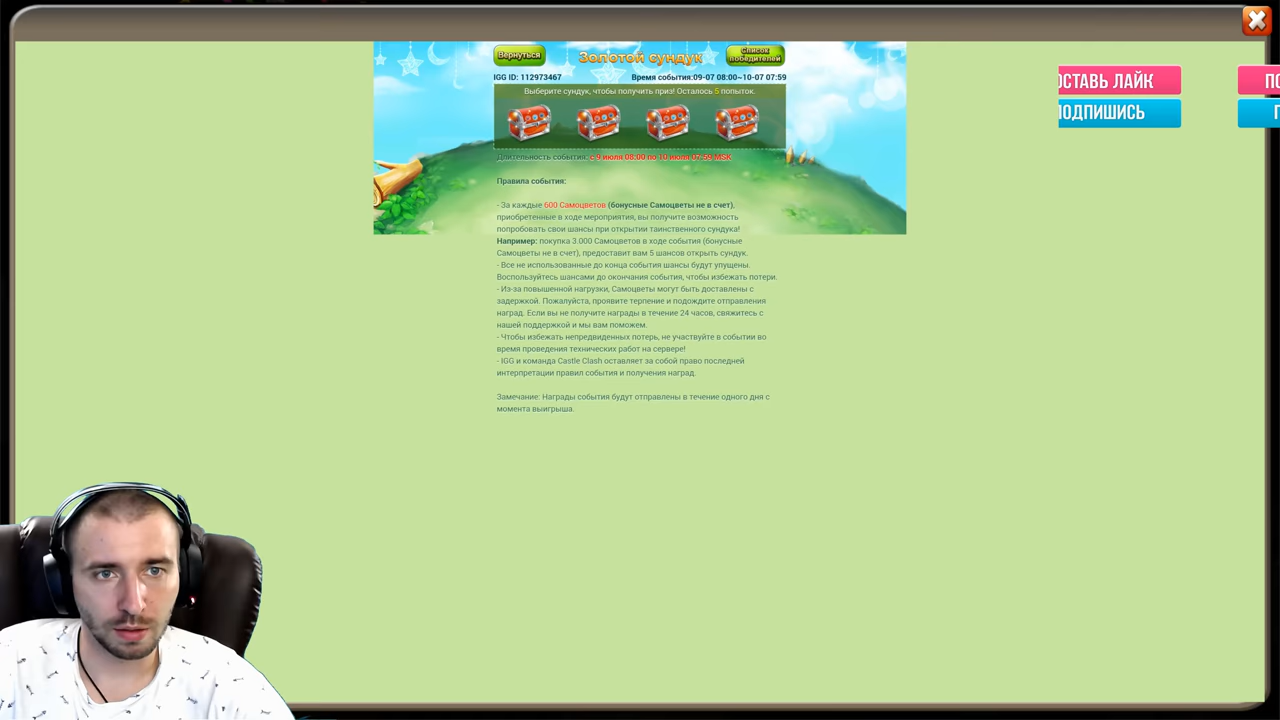 Вернуться
Золотой сундук
Список
победителей
IGG ID: 112973467
Время события:09-07 08:00~10-07 07:59
Выберите сундук, чтобы получить приз! Осталось 5 попыток.
Длительность события: с 9 июля 08:00 по 10 июля 07:59 MSK
Правила события:
- За каждые 600 Самоцветов (бонусные Самоцветы не в счет),
приобретенные в ходе мероприятия, вы получите возможность
попробовать свои шансы при открытии таинственного сундука!
Например: покупка 3.000 Самоцветов в ходе события (бонусные
Самоцветы не в счет), предоставит вам 5 шансов открыть сундук.
- Все не использованные до конца события шансы будут упущены.
Воспользуйтесь шансами до окончания события, чтобы избежать потери.
- Из-за повышенной нагрузки, Самоцветы могут быть доставлены с
задержкой. Пожалуйста, проявите терпение и подождите отправления
наград. Если вы не получите награды в течение 24 часов, свяжитесь с
нашей поддержкой и мы вам поможем.
- Чтобы избежать непредвиденных потерь, не участвуйте в событии во
время проведения технических работ на сервере!
- IGG и команда Castle Clash оставляет за собой право последней
интерпретации правил события и получения наград.
Замечание: Награды события будут отправлены в течение одного дня с
момента выигрыша.
ОСТАВЬ ЛАЙК
ПОДПИШИСЬ
ПО
П